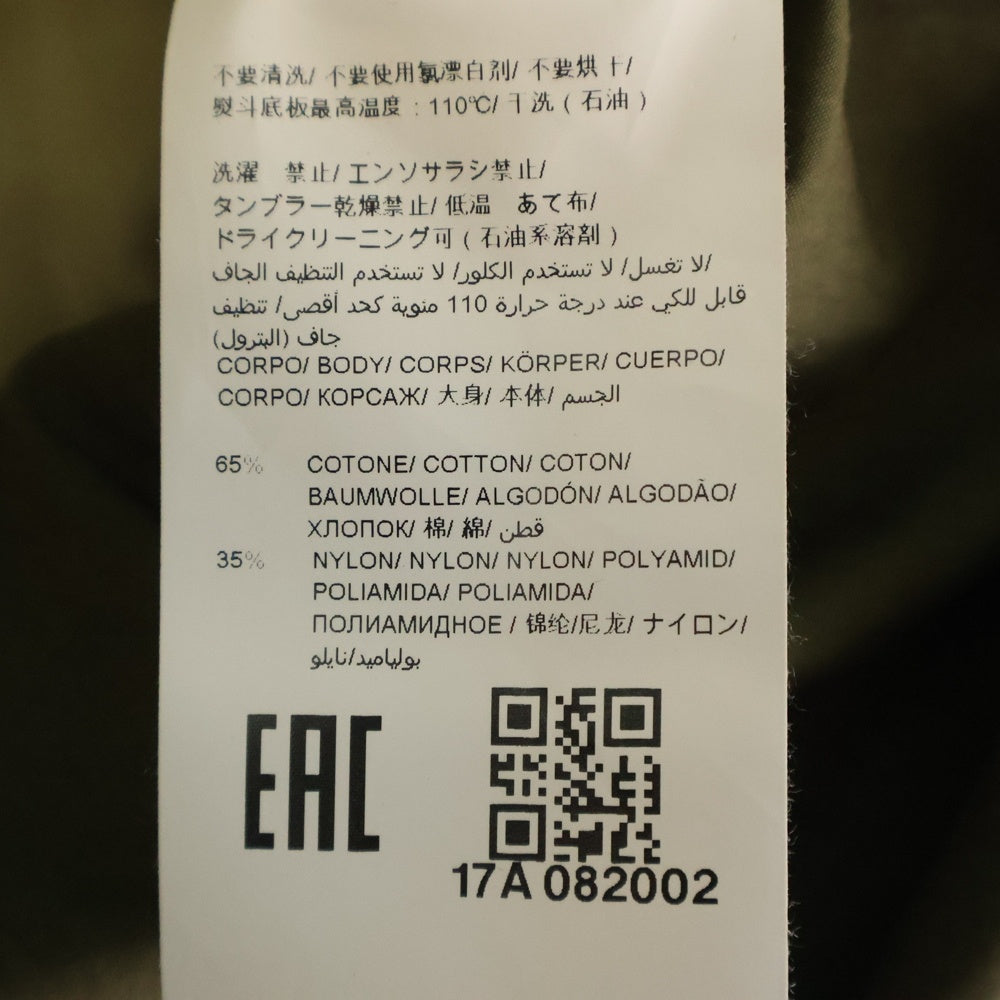 不要清洗/ 不要使用氯漂白剂/ 不要烘干/
熨斗底板最高温度 : 110℃/ 干洗 ( 石油 )
洗濯 禁止/ エンソサラシ禁止/
タンブラー乾燥禁止/ 低温 あて布/
ドライクリーニング可 ( 石油系溶剤 )
لا تغسل/ لا تستخدم الكلور/ لا تستخدم التنظيف الجاف/
قابل للكي عند درجة حرارة 110 مئوية كحد أقصى/ تنظيف
جاف (البترول)
CORPO/ BODY/ CORPS/ KÖRPER/ CUERPO/
CORPO/ КОРСАЖ/ 大身/ 本体/ الجسم
65% COTONE/ COTTON/ COTON/
BAUMWOLLE/ ALGODÓN/ ALGODÃO/
ХЛОПОК/ 棉/ 綿/ قطن
35% NYLON/ NYLON/ NYLON/ POLYAMID/
POLIAMIDA/ POLIAMIDA/
ПОЛИАМИДНОЕ / 锦纶/尼龙/ ナイロン/
بولياميد/نايلو
EAC
17A 082002